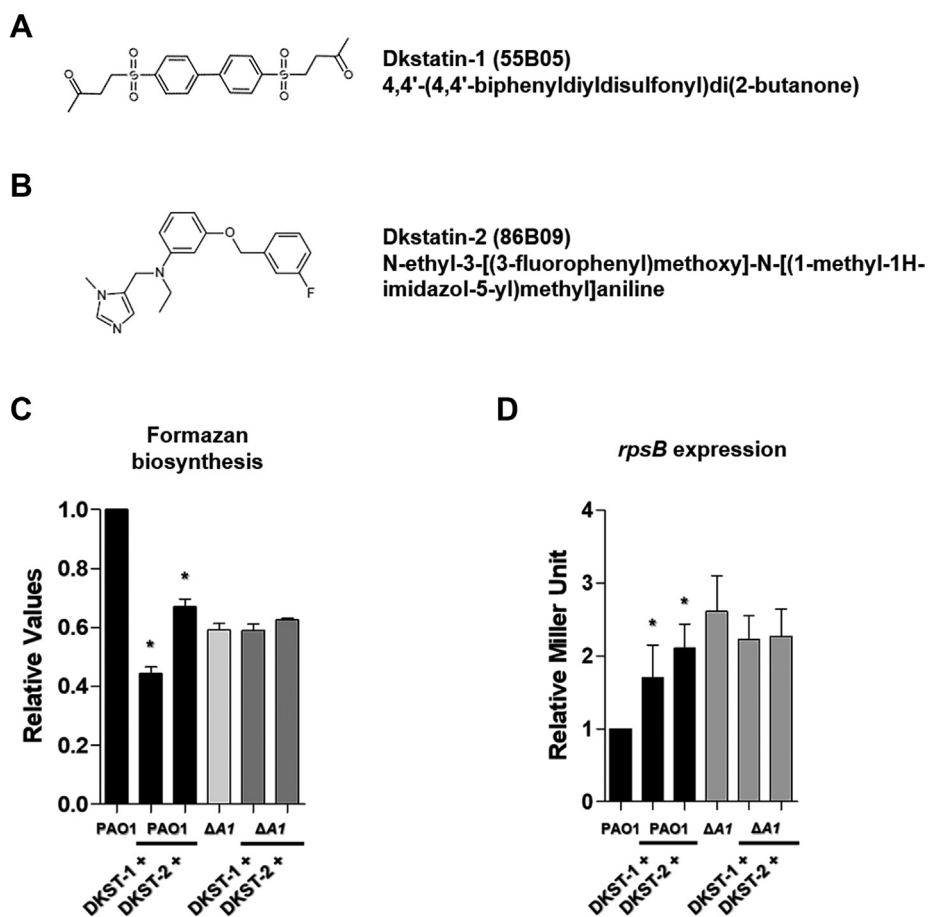 A
O
O
S
O
O
S
O
O
O
Dkstatin-1 (55B05)
4,4'-(4,4'-biphenyldiyldisulfonyl)di(2-butanone)
B
O
N
N
N
F
Dkstatin-2 (86B09)
N-ethyl-3-[(3-fluorophenyl)methoxy]-N-[(1-methyl-1H-
imidazol-5-yl)methyl]aniline
C
Formazan
biosynthesis
Relative Values
1.0
0.8
0.6
0.4
0.2
0.0
*
*
PAO1
PAO1
ΔA1
ΔA1
DKST-1 +
DKST-2 +
DKST-1 +
DKST-2 +
D
rpsB expression
Relative Miller Unit
4
3
2
1
0
*
*
PAO1
PAO1
ΔA1
ΔA1
DKST-1 +
DKST-2 +
DKST-1 +
DKST-2 +